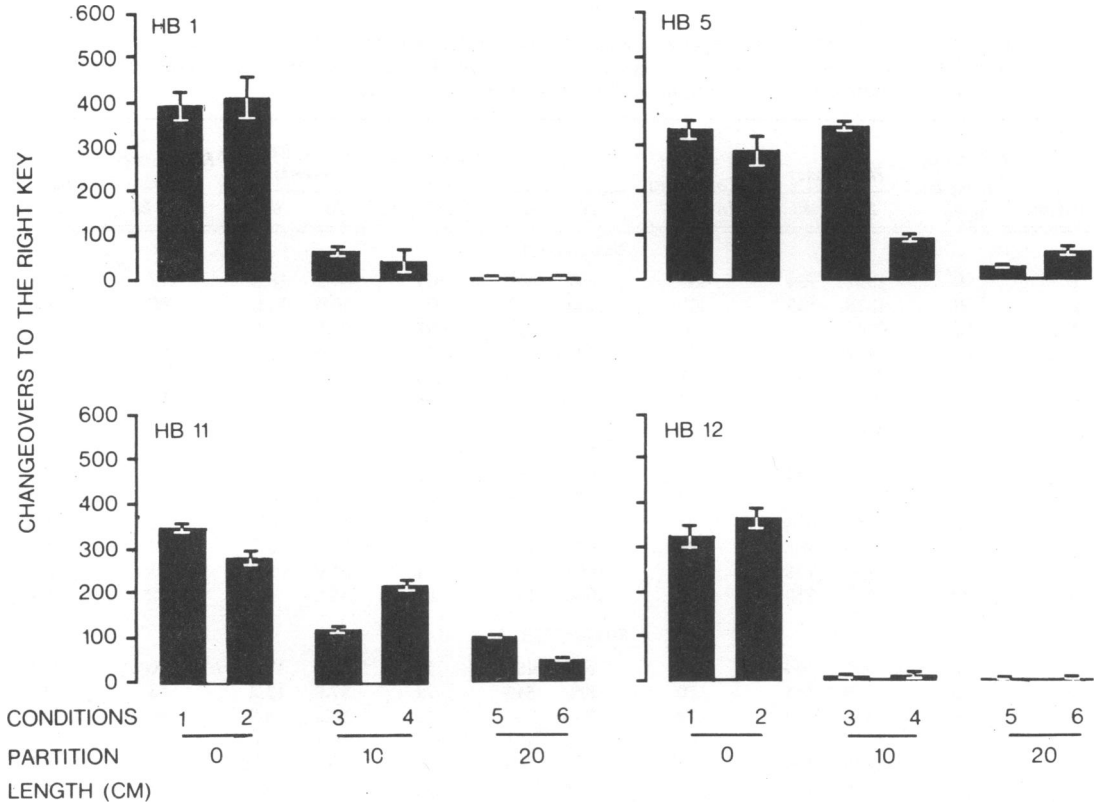 CHANGEOVERS TO THE RIGHT KEY
HB 1
600
500
400
300
200
100
0
HB 5
HB 11
600
500
400
300
200
100
0
HB 12
CONDITIONS 1 2 3 4 5 6 1 2 3 4 5 6
PARTITION 0 10 20 0 10 20
LENGTH (CM)